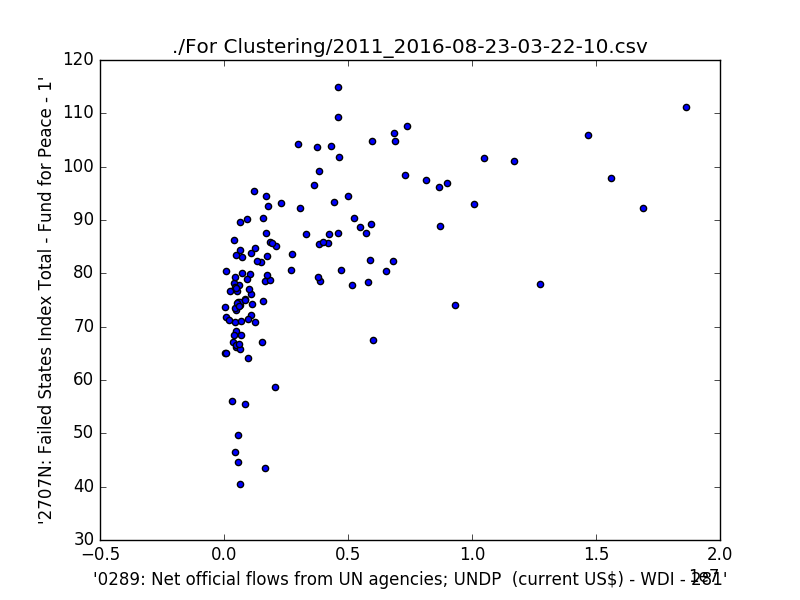 ./For Clustering/2011_2016-08-23-03-22-10.csv
120
110
100
90
80
70
60
50
40
30
'2707N: Failed States Index Total - Fund for Peace - 1'
−0.5 0.0 0.5 1.0 1.5 2.0
1e7
'0289: Net official flows from UN agencies; UNDP  (current US$) - WDI - 281'